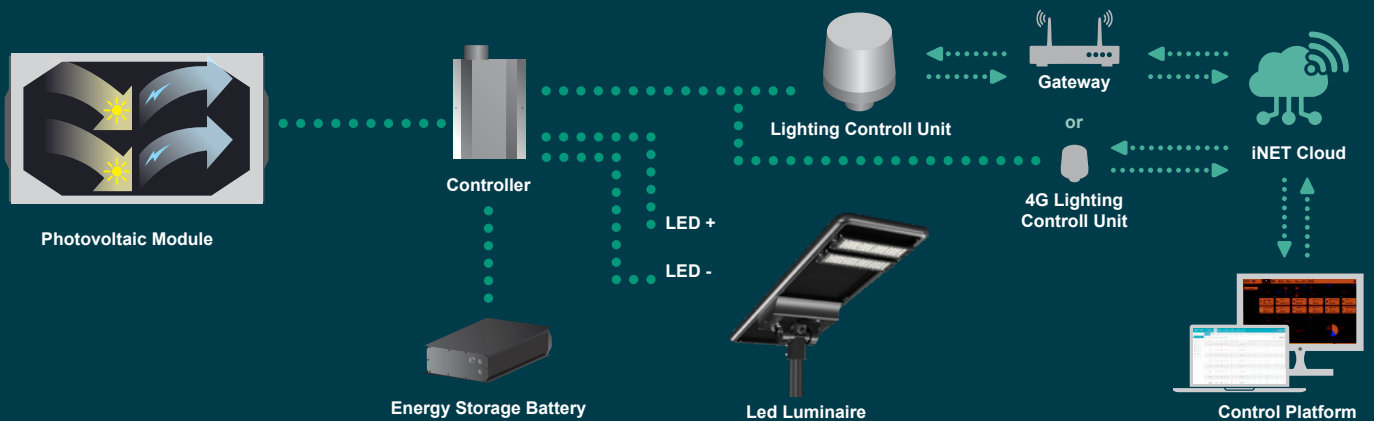 Photovoltaic Module
Controller
Energy Storage Battery
LED +
LED -
Led Luminaire
Lighting Controll Unit
Gateway
or
4G Lighting
Controll Unit
iNET Cloud
Control Platform